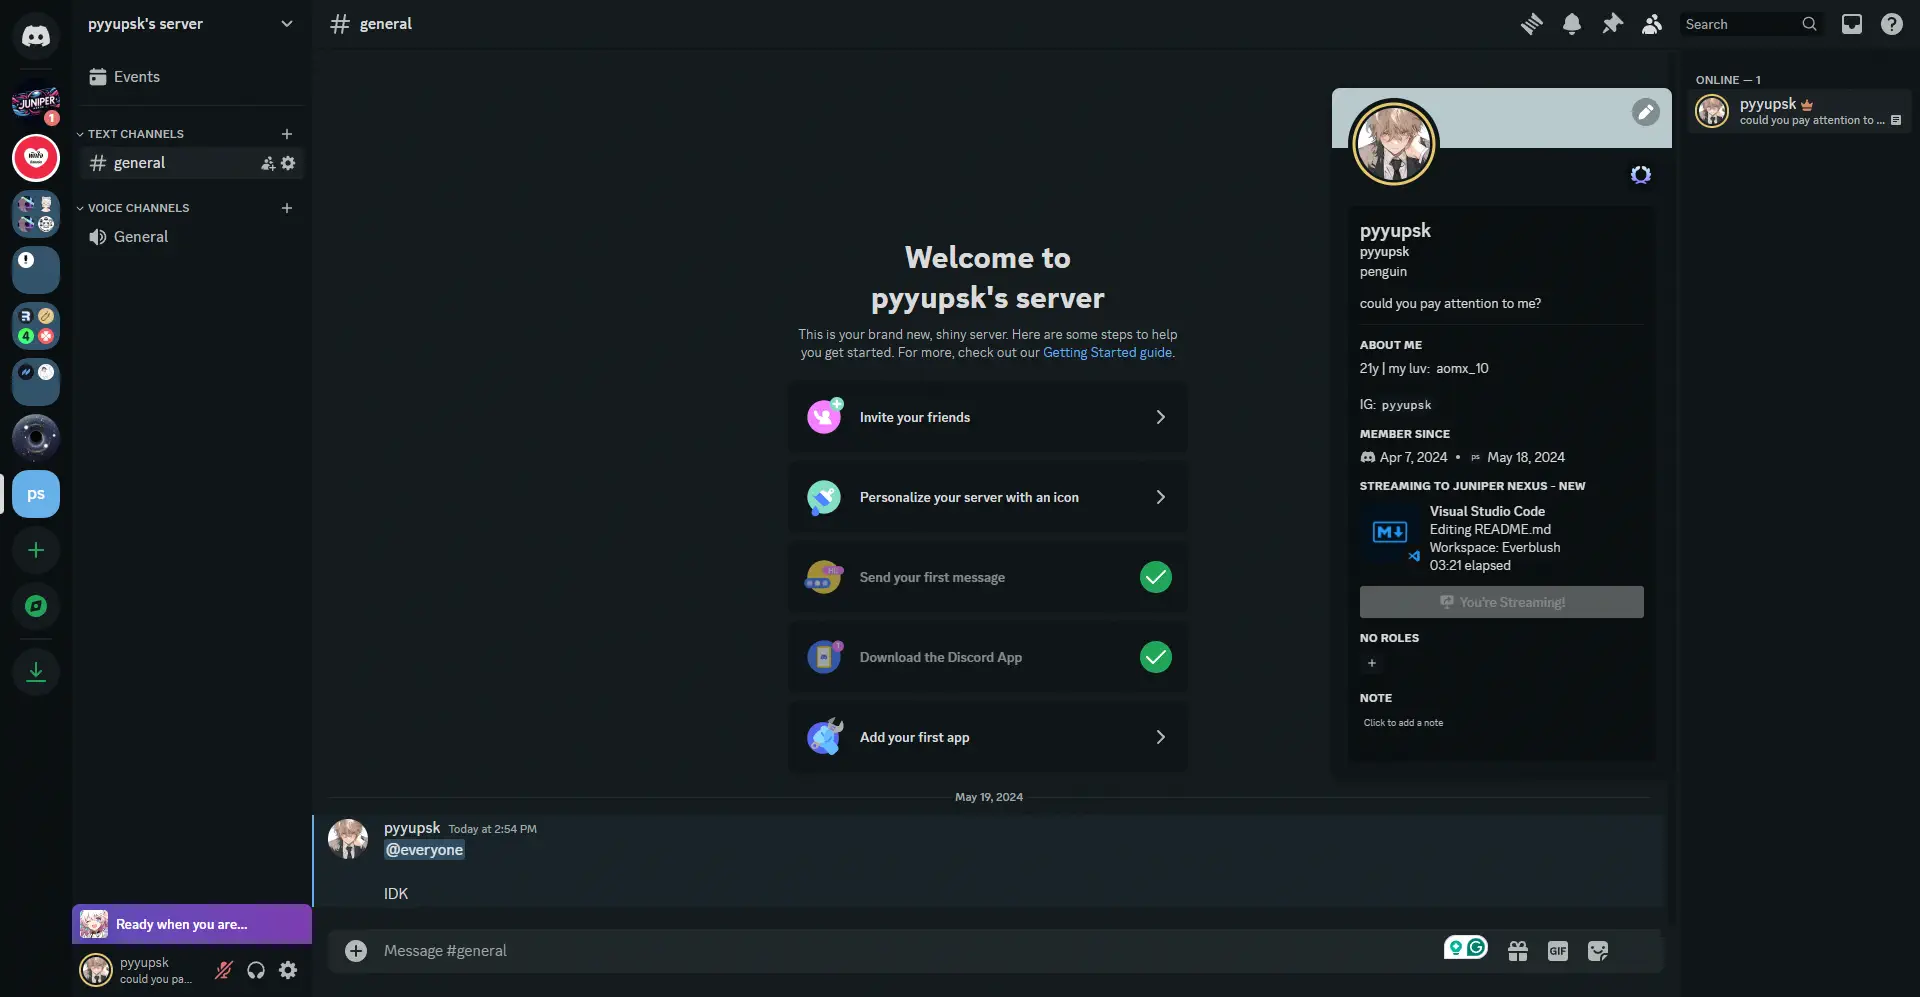 pyyupsk's server
Events
TEXT CHANNELS
general
VOICE CHANNELS
General
JUNIPER
1
4
ps
Ready when you are...
pyyupsk
could you pa...
# general
Search
Welcome to
pyyupsk's server
This is your brand new, shiny server. Here are some steps to help
you get started. For more, check out our Getting Started guide.
Invite your friends
Personalize your server with an icon
Send your first message
Download the Discord App
Add your first app
May 19, 2024
pyyupsk Today at 2:54 PM
@everyone
IDK
Message #general
GIF
pyyupsk
pyyupsk
penguin
could you pay attention to me?
ABOUT ME
21y | my luv: aomx_10
IG: pyyupsk
MEMBER SINCE
Apr 7, 2024 • ps May 18, 2024
STREAMING TO JUNIPER NEXUS - NEW
Visual Studio Code
Editing README.md
Workspace: Everblush
03:21 elapsed
You're Streaming!
NO ROLES
+
NOTE
Click to add a note
ONLINE — 1
pyyupsk
could you pay attention to ...